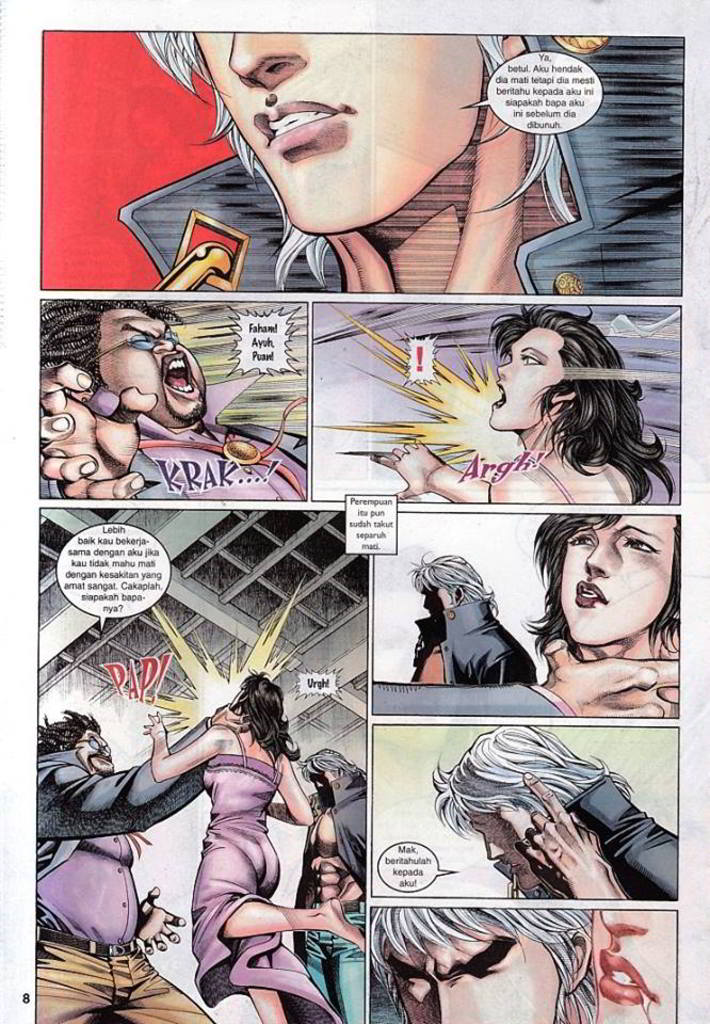 Ya,
betul. Aku hendak
dia mati tetapi dia mesti
beritahu kepada aku ini
siapakah bapa aku
ini sebelum dia
dibunuh.
Faham!
Ayuh,
Puan!
KRAK....!
!
Argh!
Perempuan
itu pun
sudah takut
separuh
mati.
Lebih
baik kau bekerja-
sama dengan aku jika
kau tidak mahu mati
dengan kesakitan yang
amat sangat. Cakaplah,
siapakah bapa-
nya?
PAP!
Urgh!
Mak,
beritahulah
kepada
aku!
8